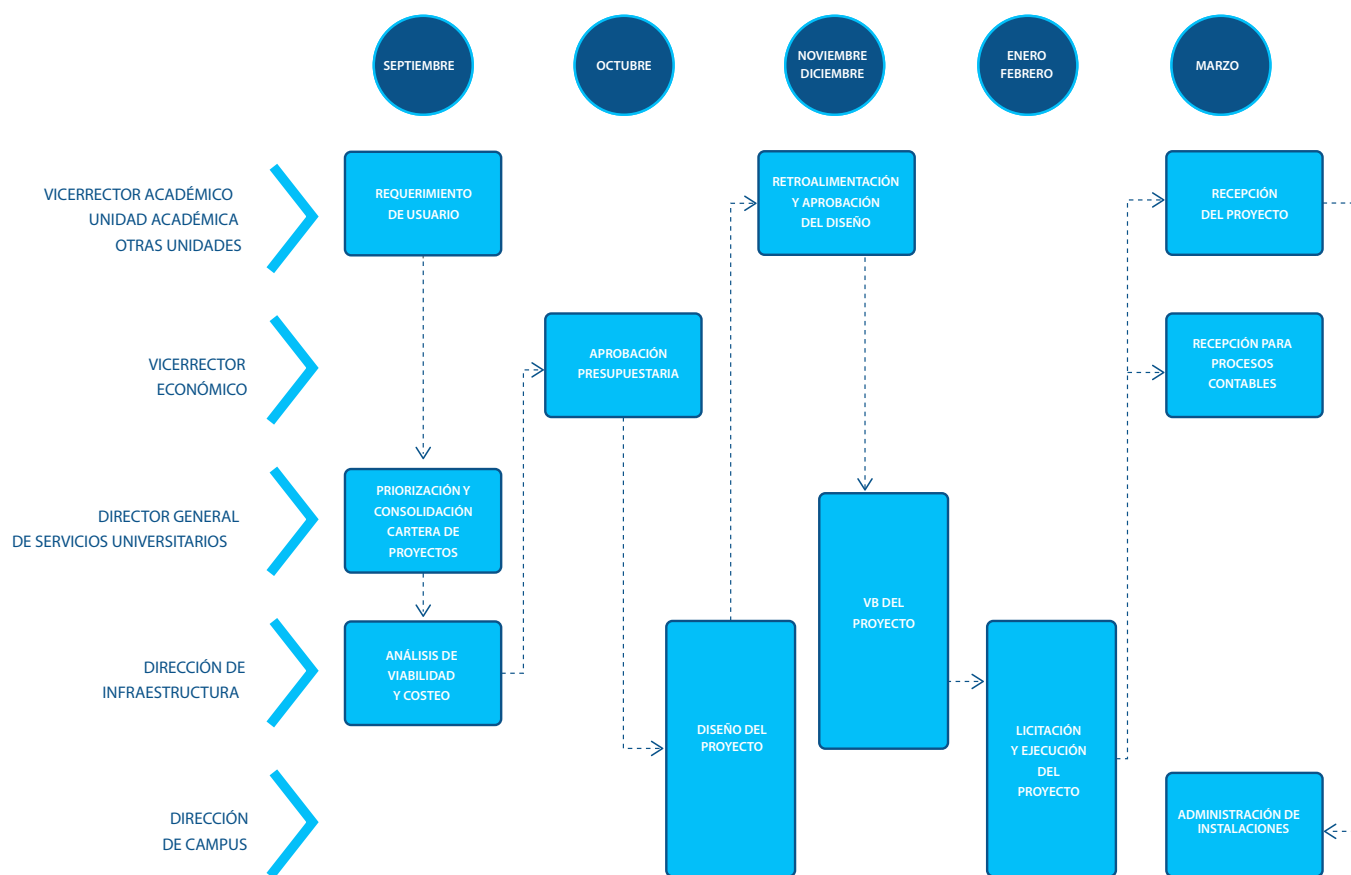 SEPTIEMBRE
OCTUBRE
NOVIEMBRE
DICIEMBRE
ENERO
FEBRERO
MARZO
VICERRECTOR ACADÉMICO
UNIDAD ACADÉMICA
OTRAS UNIDADES
REQUERIMIENTO
DE USUARIO
RETROALIMENTACIÓN
Y APROBACIÓN
DEL DISEÑO
RECEPCIÓN
DEL PROYECTO
VICERRECTOR
ECONÓMICO
APROBACIÓN
PRESUPUESTARIA
RECEPCIÓN PARA
PROCESOS
CONTABLES
DIRECTOR GENERAL
DE SERVICIOS UNIVERSITARIOS
PRIORIZACIÓN Y
CONSOLIDACIÓN
CARTERA DE
PROYECTOS
VB DEL
PROYECTO
DIRECCIÓN DE
INFRAESTRUCTURA
ANÁLISIS DE
VIABILIDAD
Y COSTEO
DISEÑO DEL
PROYECTO
LICITACIÓN
Y EJECUCIÓN
DEL
PROYECTO
DIRECCIÓN
DE CAMPUS
ADMINISTRACIÓN DE
INSTALACIONES